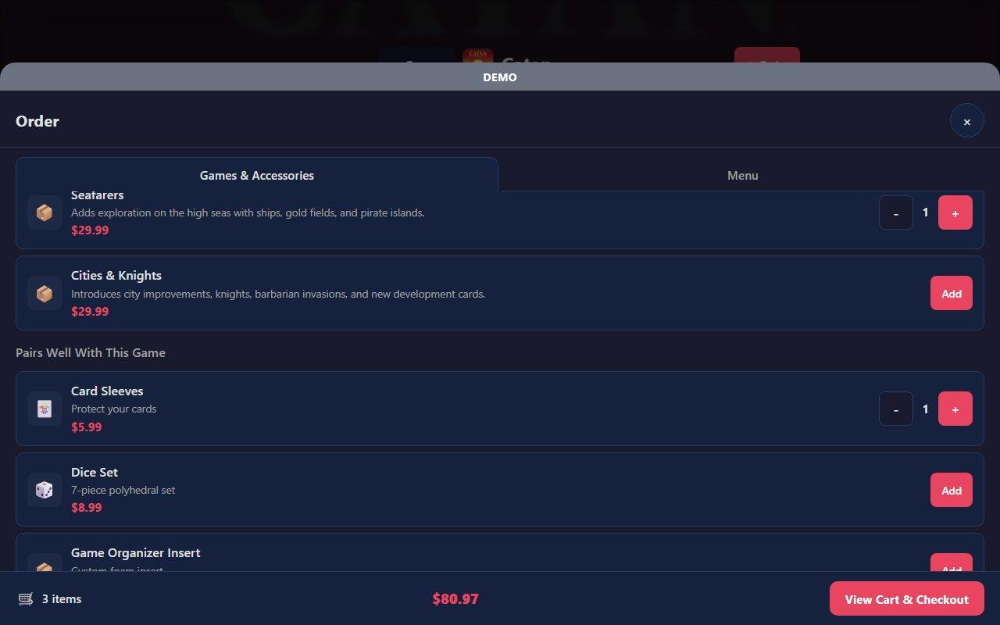 CATAN
Catan
DEMO
Order
×
Games & Accessories
Menu
Seafarers
Adds exploration on the high seas with ships, gold fields, and pirate islands.
$29.99
-
1
+
Cities & Knights
Introduces city improvements, knights, barbarian invasions, and new development cards.
$29.99
Add
Pairs Well With This Game
Card Sleeves
Protect your cards
$5.99
-
1
+
Dice Set
7-piece polyhedral set
$8.99
Add
Game Organizer Insert
Custom foam insert
Add
3 items
$80.97
View Cart & Checkout